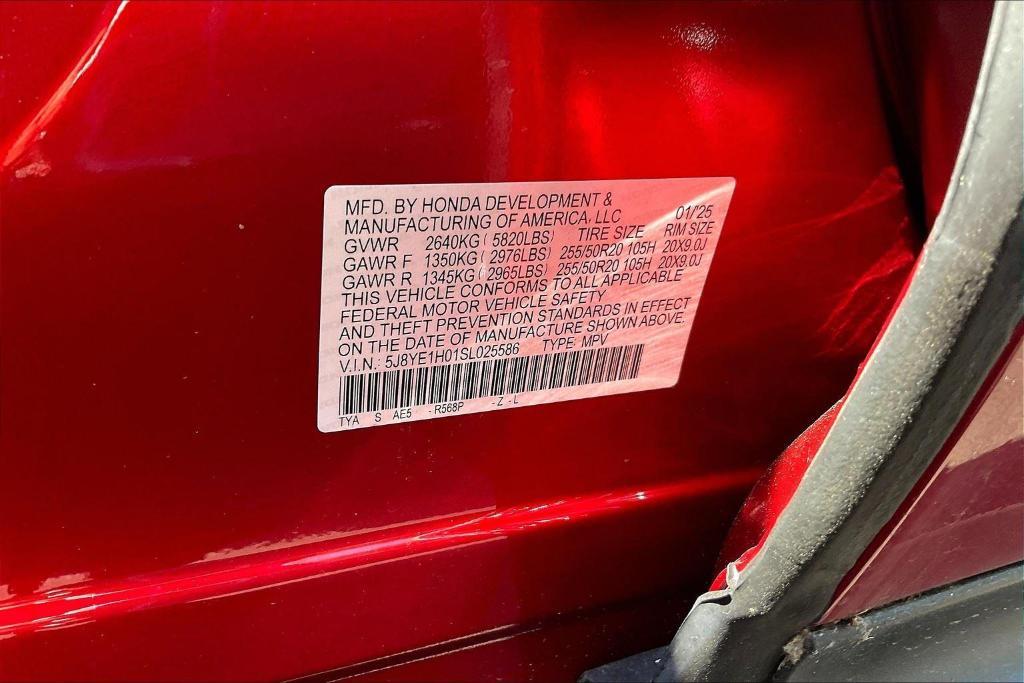 MFD. BY HONDA DEVELOPMENT &
MANUFACTURING OF AMERICA, LLC 01/'25
GVWR 2640KG ( 5820LBS) TIRE SIZE RIM SIZE
GAWR F 1350KG ( 2976LBS) 255/50R20 105H 20X9.0J
GAWR R 1345KG ( 2965LBS) 255/50R20 105H 20X9.0J
THIS VEHICLE CONFORMS TO ALL APPLICABLE
FEDERAL MOTOR VEHICLE SAFETY
AND THEFT PREVENTION STANDARDS IN EFFECT
ON THE DATE OF MANUFACTURE SHOWN ABOVE.
V.I.N.: 5J8YE1H01SL025586 TYPE: MPV
TYA S AE5 - R568P - Z - L